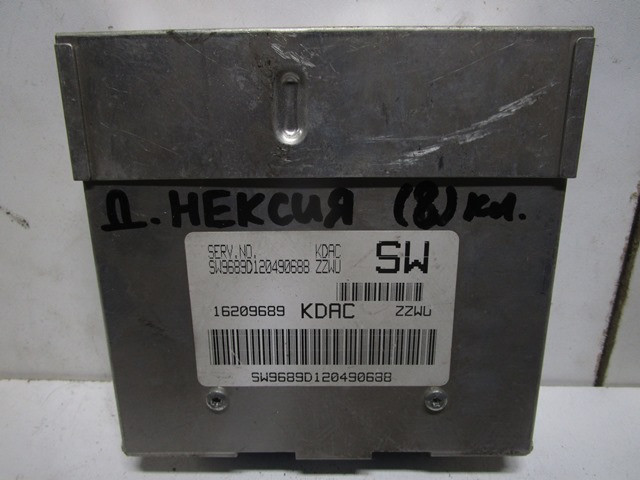 Д. НЕКСИЯ (8) кл.
SERV.NO. KDAC SW
SW9689D120490688 ZZWU
16209689 KDAC ZZWU
SW9689D120490688